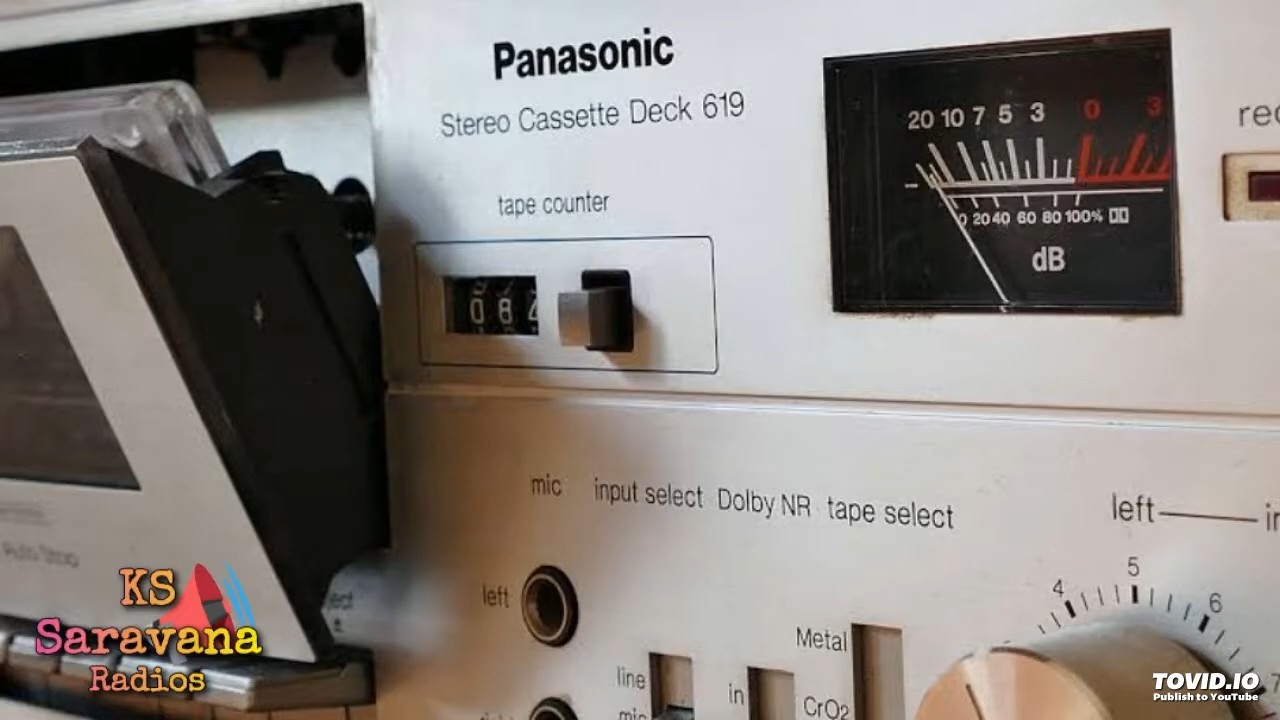 Panasonic
Stereo Cassette Deck 619
tape counter
20 10 7 5 3 0 3
0 20 40 60 80 100%
dB
rec
mic input select Dolby NR tape select
left
4 5 6
left
Metal
line
in
CrO2
mic
KS
Saravana
Radios
TOVID.IO
Publish to YouTube